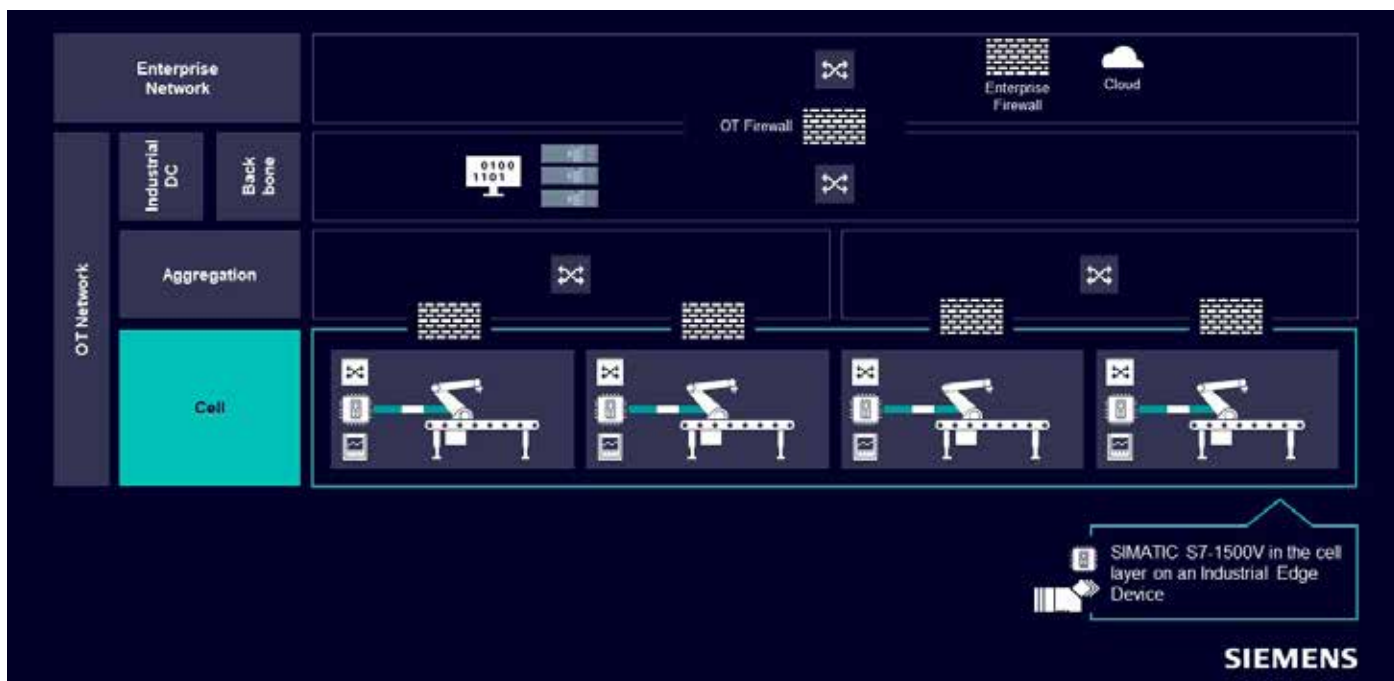 Enterprise
Network
Enterprise
Firewall
Cloud
OT Firewall
OT Network
Industrial
DC
Back
bone
0100
1101
Aggregation
Cell
SIMATIC S7-1500V in the cell
layer on an Industrial Edge
Device
SIEMENS